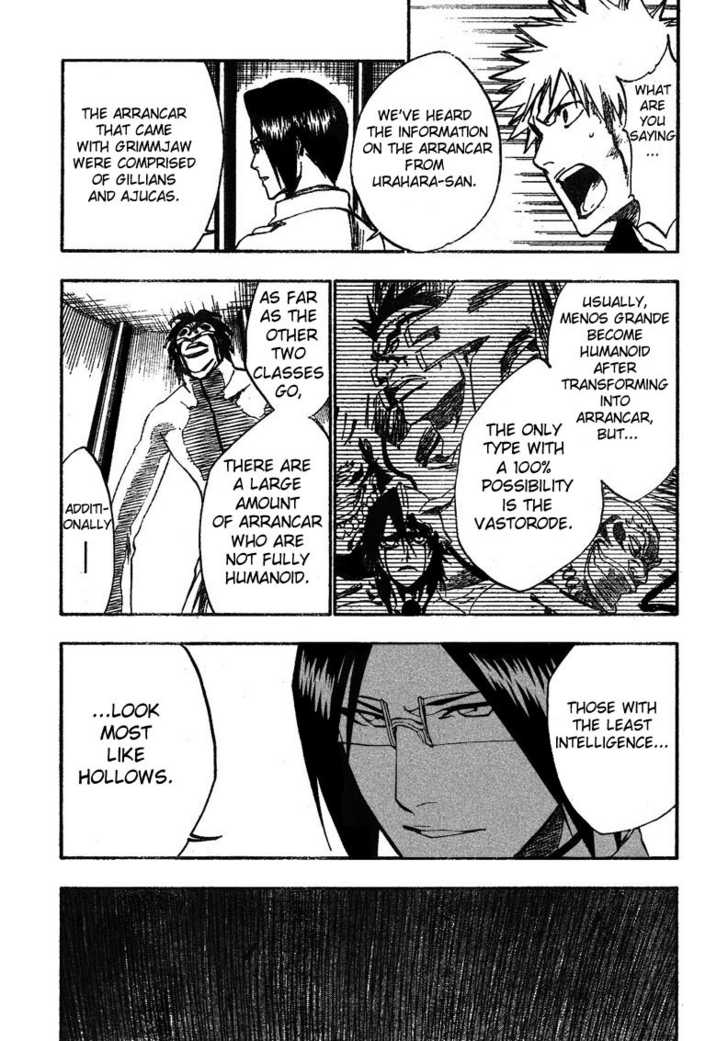 WHAT
ARE
YOU
SAYING
...
WE'VE HEARD
THE INFORMATION
ON THE ARRANCAR
FROM
URAHARA-SAN.
THE ARRANCAR
THAT CAME
WITH GRIMMJAW
WERE COMPRISED
OF GILLIANS
AND AJUCAS.
USUALLY,
MENOS GRANDE
BECOME
HUMANOID
AFTER
TRANSFORMING
INTO
ARRANCAR,
BUT...
THE ONLY
TYPE WITH
A 100%
POSSIBILITY
IS THE
VASTORODE.
AS FAR
AS THE
OTHER
TWO
CLASSES
GO,
THERE ARE
A LARGE
AMOUNT
OF ARRANCAR
WHO ARE
NOT FULLY
HUMANOID.
ADDITI-
ONALLY
|
THOSE WITH
THE LEAST
INTELLIGENCE...
...LOOK
MOST
LIKE
HOLLOWS.